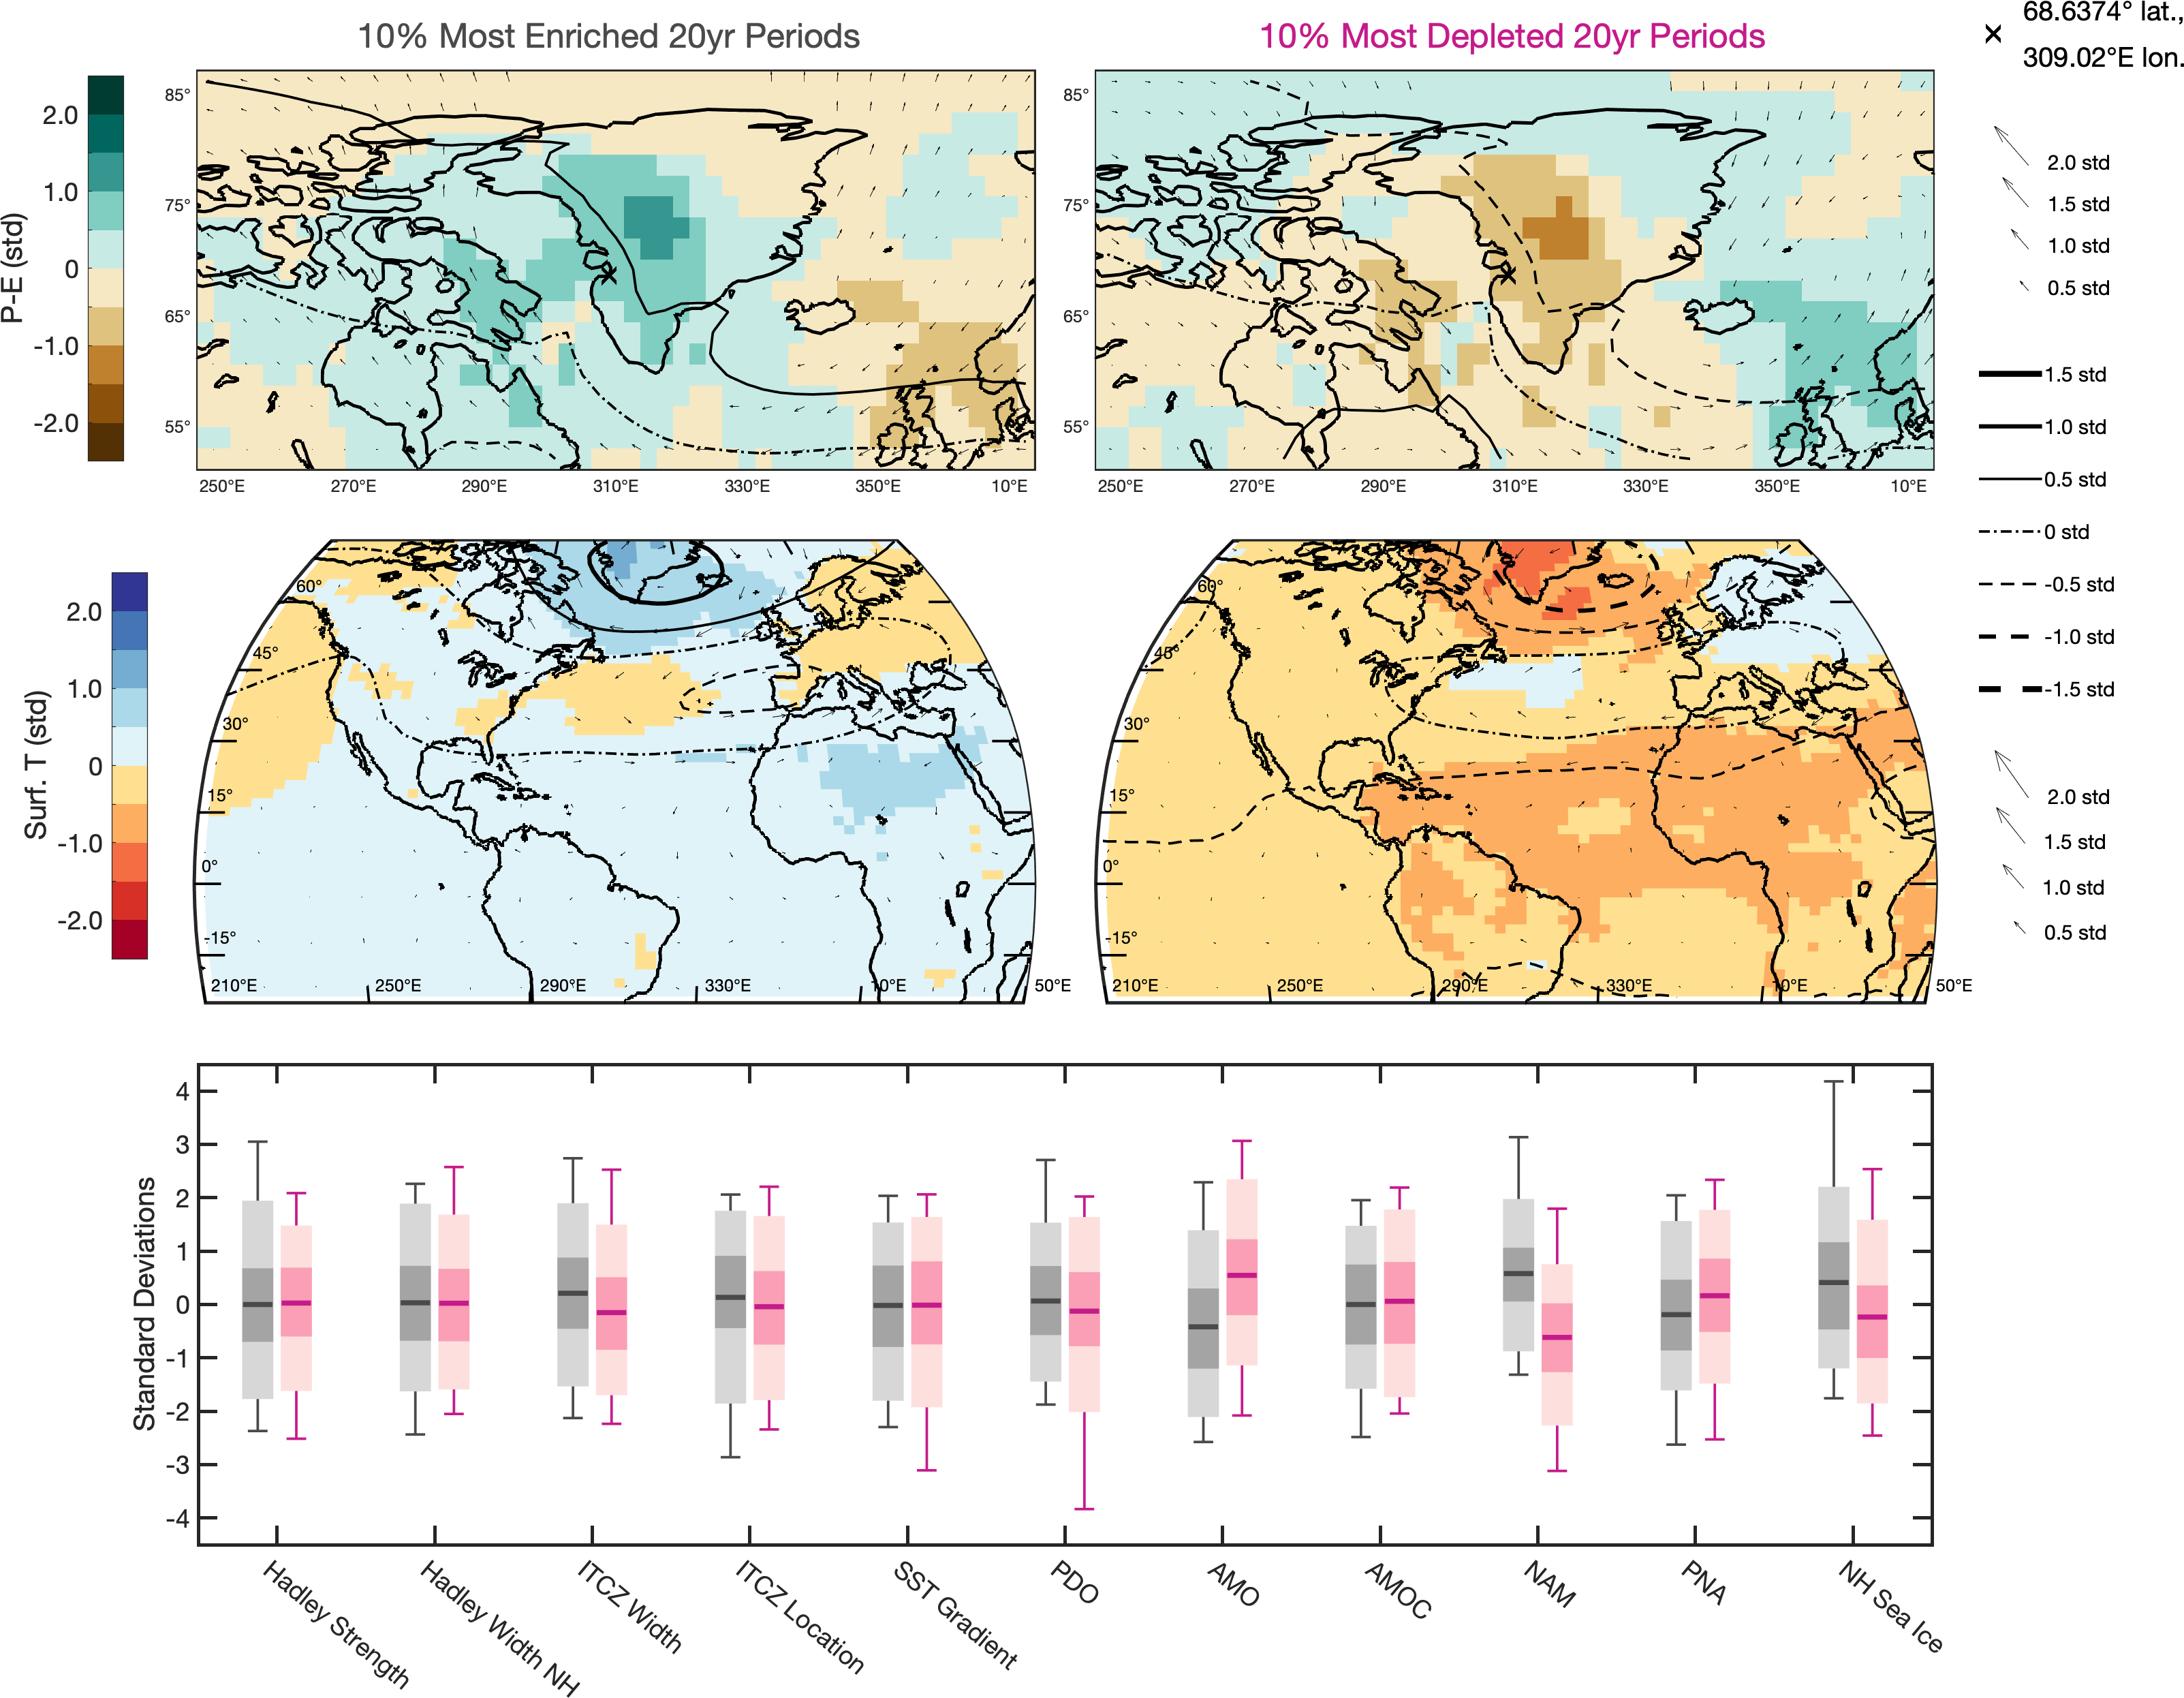 10% Most Enriched 20yr Periods
10% Most Depleted 20yr Periods
68.6374° lat.,
309.02°E lon.
P-E (std)
2.0
1.0
0
-1.0
-2.0
85°
75°
65°
55°
250°E 270°E 290°E 310°E 330°E 350°E 10°E
85°
75°
65°
55°
250°E 270°E 290°E 310°E 330°E 350°E 10°E
2.0 std
1.5 std
1.0 std
0.5 std
1.5 std
1.0 std
0.5 std
0 std
-0.5 std
-1.0 std
-1.5 std
Surf. T (std)
2.0
1.0
0
-1.0
-2.0
60°
45°
30°
15°
0°
-15°
210°E 250°E 290°E 330°E 10°E 50°E
60°
45°
30°
15°
0°
-15°
210°E 250°E 290°E 330°E 10°E 50°E
2.0 std
1.5 std
1.0 std
0.5 std
Standard Deviations
4
3
2
1
0
-1
-2
-3
-4
Hadley Strength
Hadley Width NH
ITCZ Width
ITCZ Location
SST Gradient
PDO
AMO
AMOC
NAM
PNA
NH Sea Ice